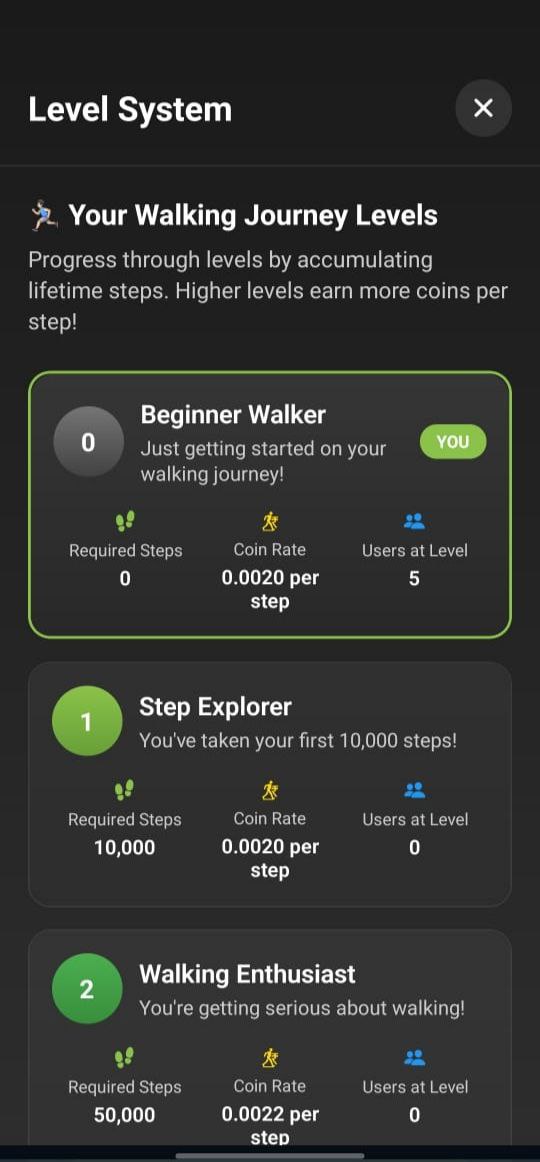 Level System
Your Walking Journey Levels
Progress through levels by accumulating
lifetime steps. Higher levels earn more coins per
step!
0
Beginner Walker
Just getting started on your
walking journey!
YOU
Required Steps
0
Coin Rate
0.0020 per
step
Users at Level
5
1
Step Explorer
You've taken your first 10,000 steps!
Required Steps
10,000
Coin Rate
0.0020 per
step
Users at Level
0
2
Walking Enthusiast
You're getting serious about walking!
Required Steps
50,000
Coin Rate
0.0022 per
step
Users at Level
0